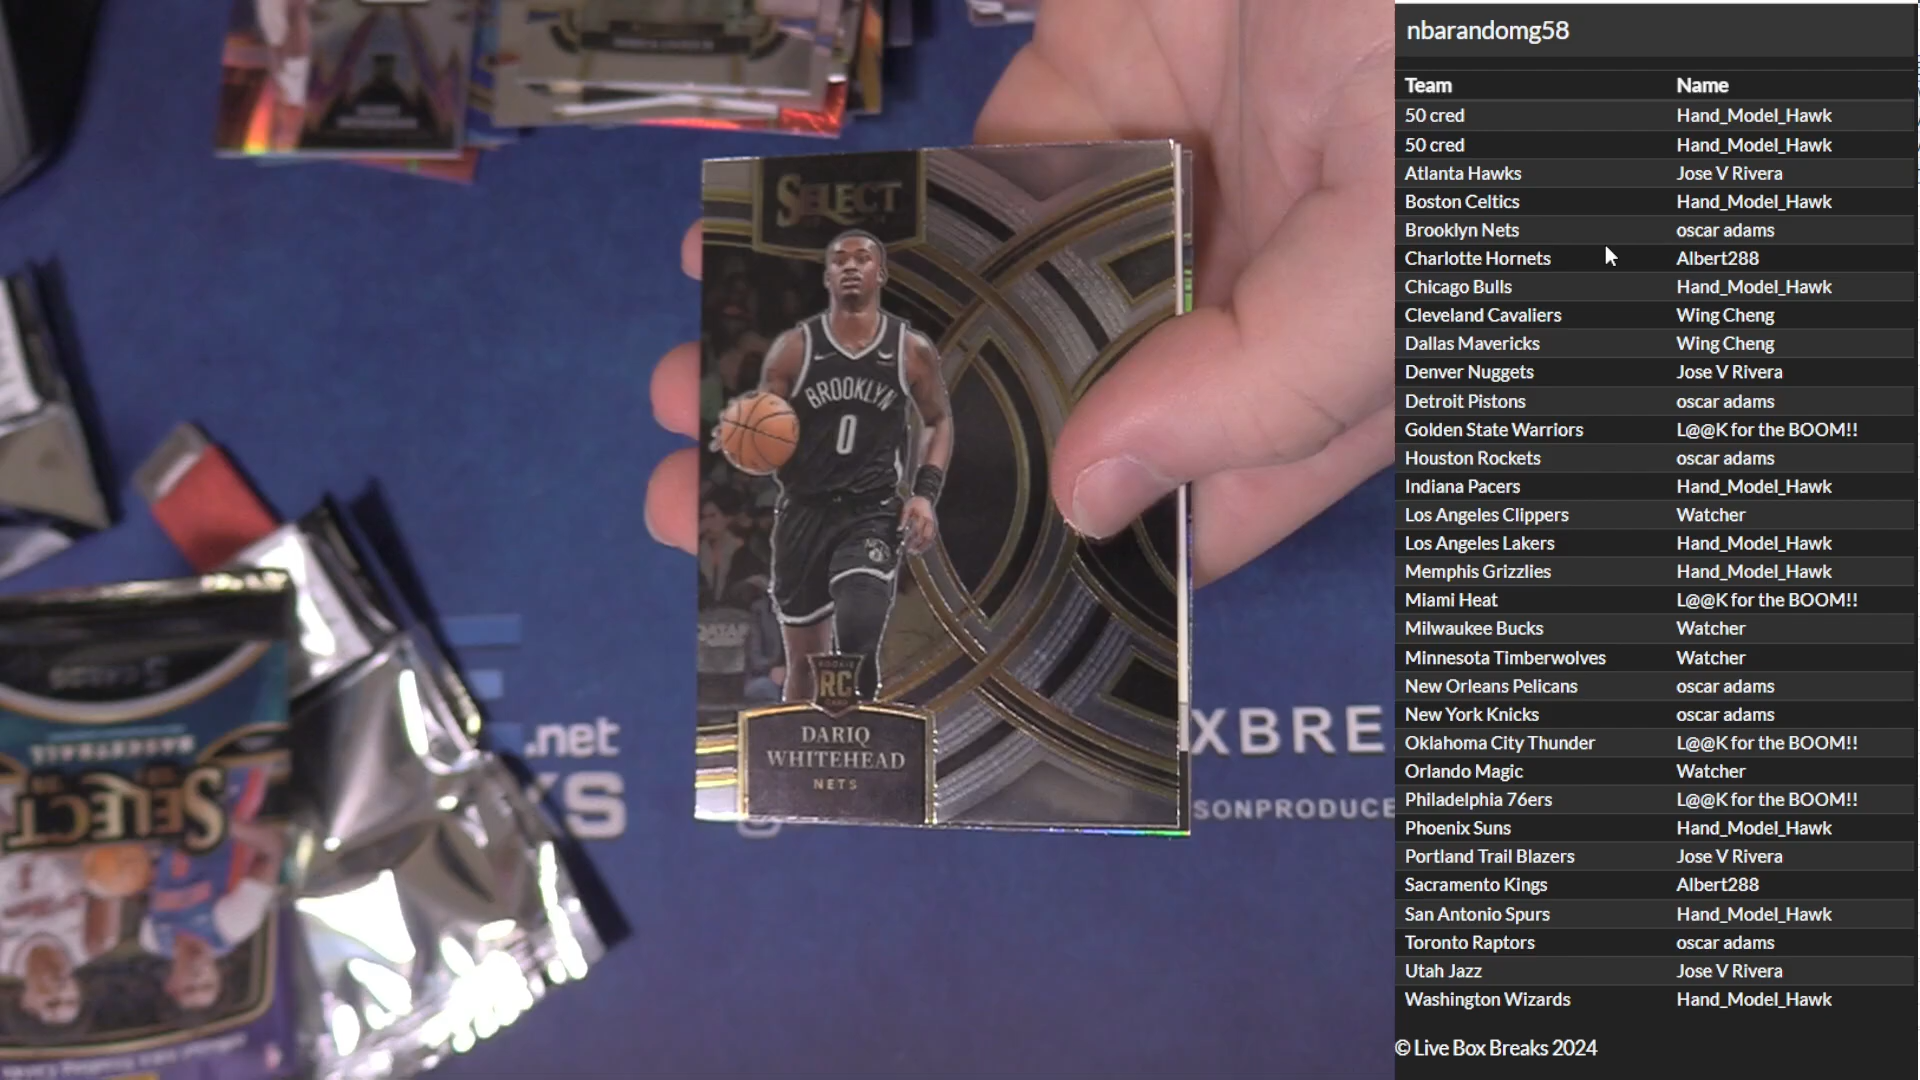 SELECT
BROOKLYN
0
ROOKIE
RC
DARIQ
WHITEHEAD
NETS
.net
XBRE
KS
SONPRODUCE
BASKETBALL
SELECT
nbarandomg58
Team Name
50 cred Hand_Model_Hawk
50 cred Hand_Model_Hawk
Atlanta Hawks Jose V Rivera
Boston Celtics Hand_Model_Hawk
Brooklyn Nets oscar adams
Charlotte Hornets Albert288
Chicago Bulls Hand_Model_Hawk
Cleveland Cavaliers Wing Cheng
Dallas Mavericks Wing Cheng
Denver Nuggets Jose V Rivera
Detroit Pistons oscar adams
Golden State Warriors L@@K for the BOOM!!
Houston Rockets oscar adams
Indiana Pacers Hand_Model_Hawk
Los Angeles Clippers Watcher
Los Angeles Lakers Hand_Model_Hawk
Memphis Grizzlies Hand_Model_Hawk
Miami Heat L@@K for the BOOM!!
Milwaukee Bucks Watcher
Minnesota Timberwolves Watcher
New Orleans Pelicans oscar adams
New York Knicks oscar adams
Oklahoma City Thunder L@@K for the BOOM!!
Orlando Magic Watcher
Philadelphia 76ers L@@K for the BOOM!!
Phoenix Suns Hand_Model_Hawk
Portland Trail Blazers Jose V Rivera
Sacramento Kings Albert288
San Antonio Spurs Hand_Model_Hawk
Toronto Raptors oscar adams
Utah Jazz Jose V Rivera
Washington Wizards Hand_Model_Hawk
© Live Box Breaks 2024